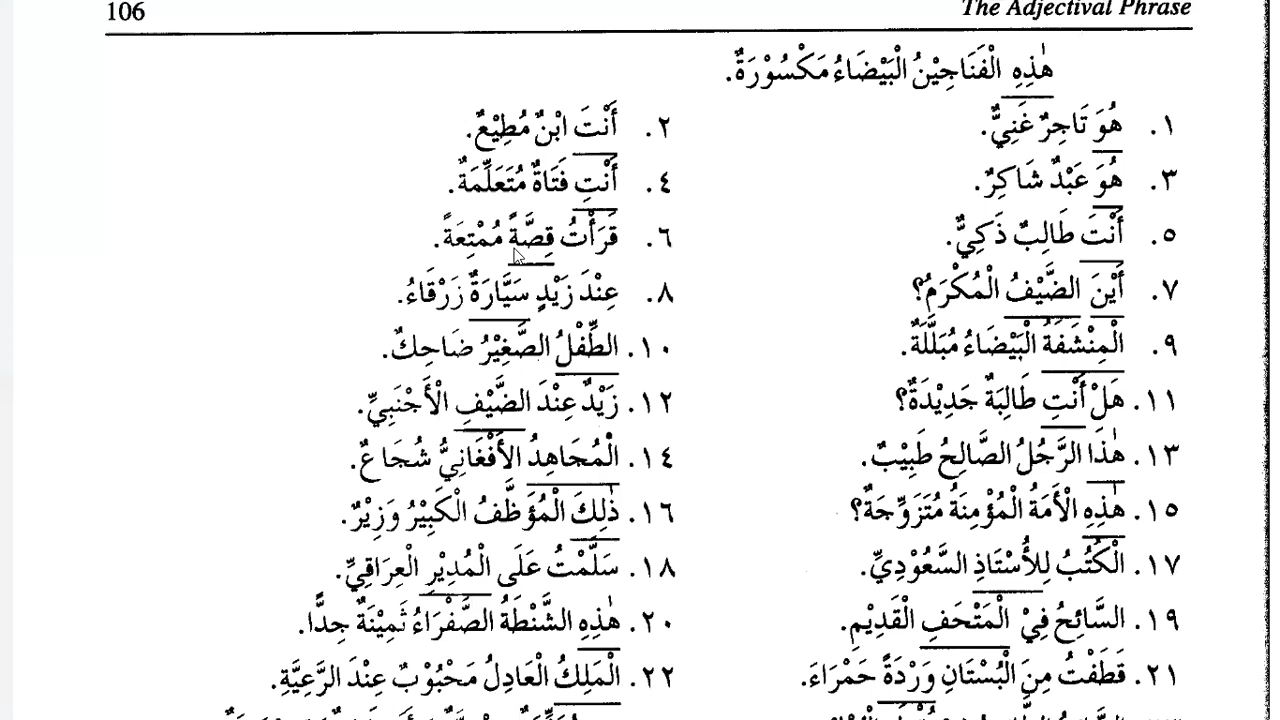 106 The Adjectival Phrase
هٰذِهِ الْفَنَاجِيْنُ الْبَيْضَاءُ مَكْسُوْرَةٌ.
١. هُوَ تَاجِرٌ غَنِيٌّ. ٢. أَنْتَ ابْنٌ مُطِيْعٌ.
٣. هُوَ عَبْدٌ شَاكِرٌ. ٤. أَنْتِ فَتَاةٌ مُتَعَلِّمَةٌ.
٥. أَنْتَ طَالِبٌ ذَكِيٌّ. ٦. قَرَأْتُ قِصَّةً مُمْتِعَةً.
٧. أَيْنَ الضَّيْفُ الْمُكْرَمُ؟ ٨. عِنْدَ زَيْدٍ سَيَّارَةٌ زَرْقَاءُ.
٩. الْمِنْشَفَةُ الْبَيْضَاءُ مُبَلَّلَةٌ. ١٠. الطِّفْلُ الصَّغِيْرُ ضَاحِكٌ.
١١. هَلْ أَنْتِ طَالِبَةٌ جَدِيْدَةٌ؟ ١٢. زَيْدٌ عِنْدَ الضَّيْفِ الْأَجْنَبِيِّ.
١٣. هٰذَا الرَّجُلُ الصَّالِحُ طَبِيْبٌ. ١٤. الْمُجَاهِدُ الأَفْغَانِيُّ شُجَاعٌ.
١٥. هٰذِهِ الْأَمَةُ الْمُؤْمِنَةُ مُتَزَوِّجَةٌ؟ ١٦. ذٰلِكَ الْمُوَظَّفُ الْكَبِيْرُ وَزِيْرٌ.
١٧. الْكُتُبُ لِلأُسْتَاذِ السَّعُوْدِيِّ. ١٨. سَلَّمْتُ عَلَى الْمُدِيْرِ الْعِرَاقِيِّ.
١٩. السَّائِحُ فِيْ الْمَتْحَفِ الْقَدِيْمِ. ٢٠. هٰذِهِ الشَّنْطَةُ الصَّفْرَاءُ ثَمِيْنَةٌ جِدًّا.
٢١. قَطَفْتُ مِنَ الْبُسْتَانِ وَرْدَةً حَمْرَاءَ. ٢٢. الْمَلِكُ الْعَادِلُ مَحْبُوْبٌ عِنْدَ الرَّعِيَّةِ.